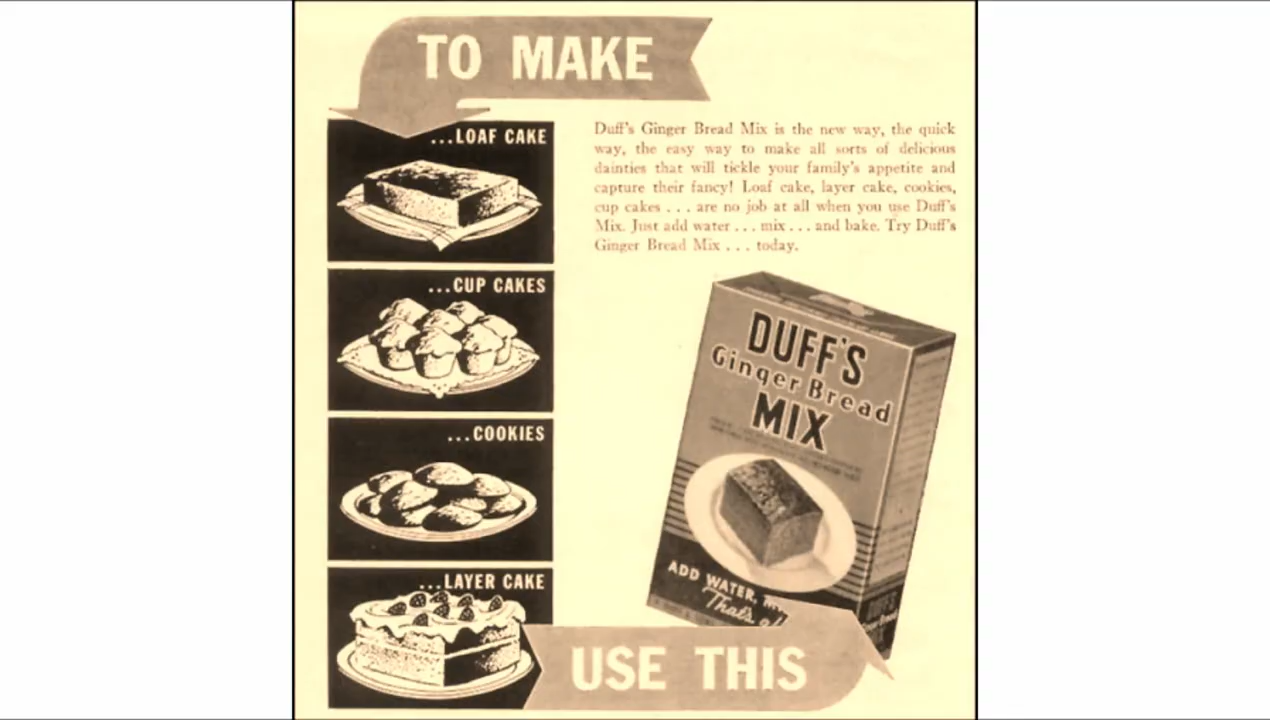 TO MAKE
...LOAF CAKE
...CUP CAKES
...COOKIES
...LAYER CAKE
Duff's Ginger Bread Mix is the new way, the quick
way, the easy way to make all sorts of delicious
dainties that will tickle your family's appetite and
capture their fancy! Loaf cake, layer cake, cookies,
cup cakes . . . are no job at all when you use Duff's
Mix. Just add water . . . mix . . . and bake. Try Duff's
Ginger Bread Mix . . . today.
DUFF'S
Ginger Bread
MIX
ADD WATER,
That's
DUFF'S
USE THIS